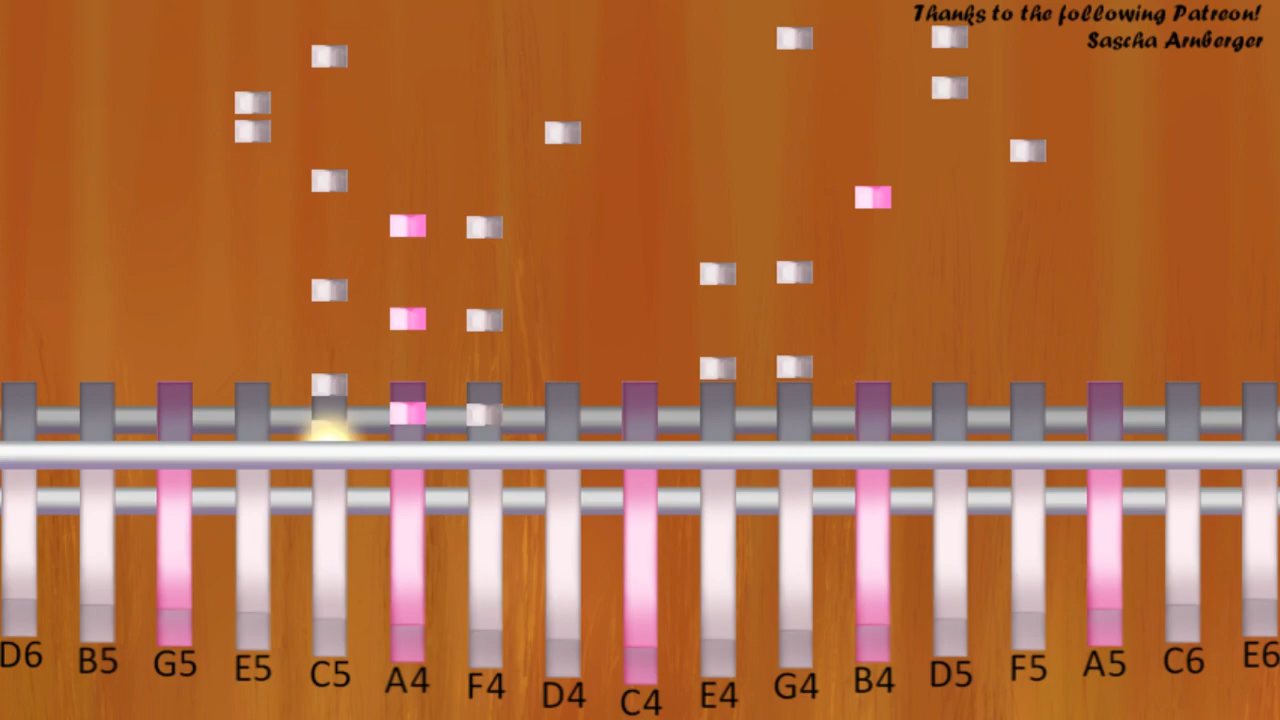 Thanks to the following Patreon!
Sascha Arnberger
D6 B5 G5 E5 C5 A4 F4 D4 C4 E4 G4 B4 D5 F5 A5 C6 E6